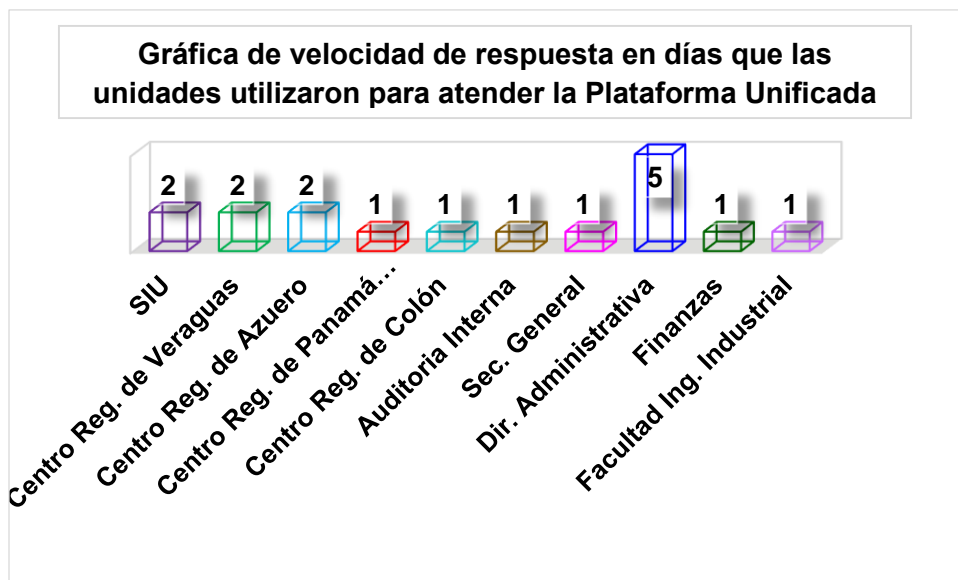 Gráfica de velocidad de respuesta en días que las
unidades utilizaron para atender la Plataforma Unificada
2
2
2
1
1
1
1
5
1
1
SIU
Centro Reg. de Veraguas
Centro Reg. de Azuero
Centro Reg. de Panamá...
Centro Reg. de Colón
Auditoria Interna
Sec. General
Dir. Administrativa
Finanzas
Facultad Ing. Industrial